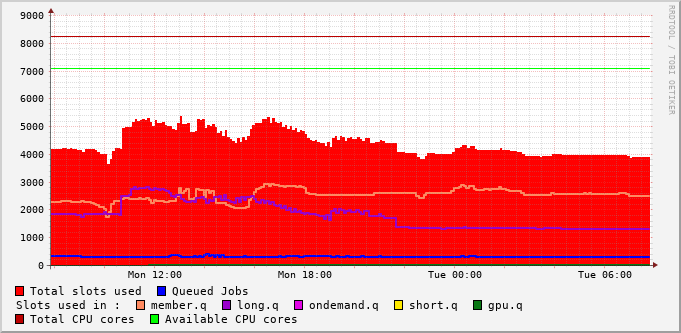 RRDTOOL / TOBI OETIKER
9000
8000
7000
6000
5000
4000
3000
2000
1000
0
Mon 12:00 Mon 18:00 Tue 00:00 Tue 06:00
Total slots used Queued Jobs
Slots used in : member.q long.q ondemand.q short.q gpu.q
Total CPU cores Available CPU cores